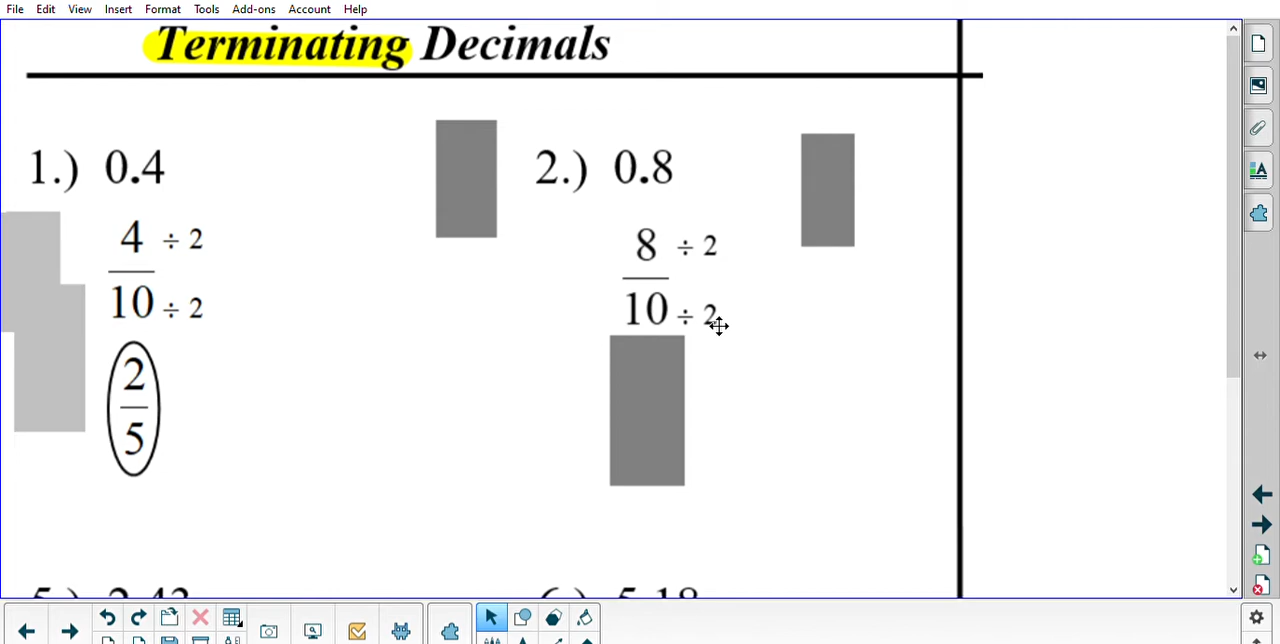 File Edit View Insert Format Tools Add-ons Account Help
Terminating Decimals
1.) 0.4
4 ÷ 2
10 ÷ 2
2
5
2.) 0.8
8 ÷ 2
10 ÷ 2